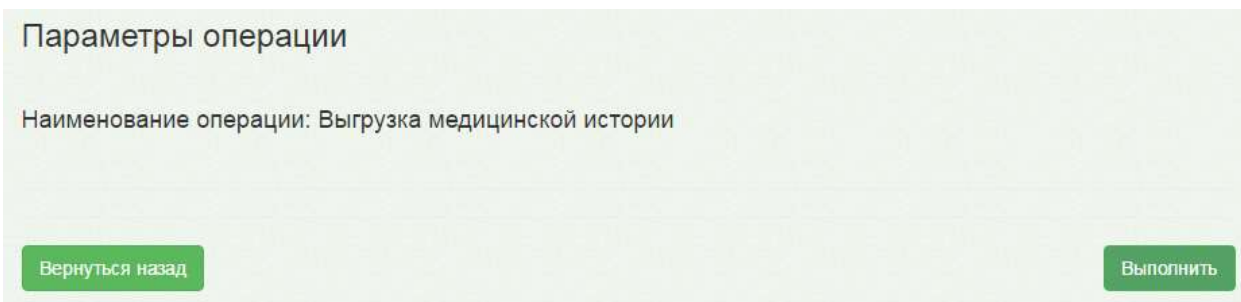 Параметры операции
Наименование операции: Выгрузка медицинской истории
Вернуться назад
Выполнить